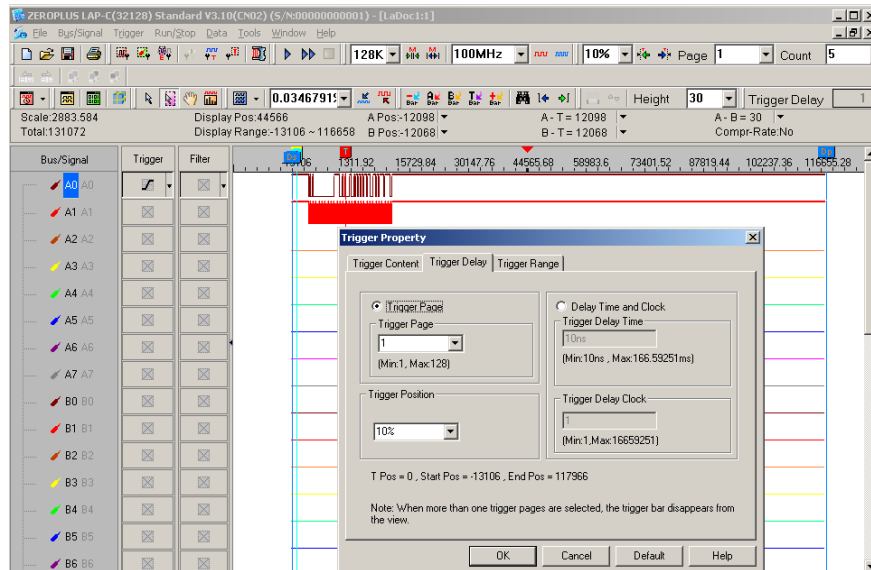 ZEROPLUS LAP-C(32128) Standard V3.10(CN02) (S/N:00000000001) - [LaDoc1:1]
File Bus/Signal Trigger Run/Stop Data Tools Window Help
128K 100MHz 10% Page 1 Count 5
0.0346791 Bar Bar Bar Bar Bar Height 30 Trigger Delay 1
Scale:2883.584 Display Pos:44566 A Pos:-12098 A - T = 12098 A - B = 30
Total:131072 Display Range:-13106 ~ 116658 B Pos:-12068 B - T = 12068 Compr-Rate:No
Bus/Signal Trigger Filter Ds T Dp
1311.92 15729.84 30147.76 44565.68 58983.6 73401.52 87819.44 102237.36 116655.28
A0 A0
A1 A1
A2 A2
A3 A3
A4 A4
A5 A5
A6 A6
A7 A7
B0 B0
B1 B1
B2 B2
B3 B3
B4 B4
B5 B5
B6 B6
Trigger Property
Trigger Content Trigger Delay Trigger Range
Trigger Page
Trigger Page
1
(Min:1, Max:128)
Trigger Position
10%
Delay Time and Clock
Trigger Delay Time
10ns
(Min:10ns , Max:166.59251ms)
Trigger Delay Clock
1
(Min:1,Max:16659251)
T Pos = 0 , Start Pos = -13106 , End Pos = 117966
Note: When more than one trigger pages are selected, the trigger bar disappears from
the view.
OK Cancel Default Help